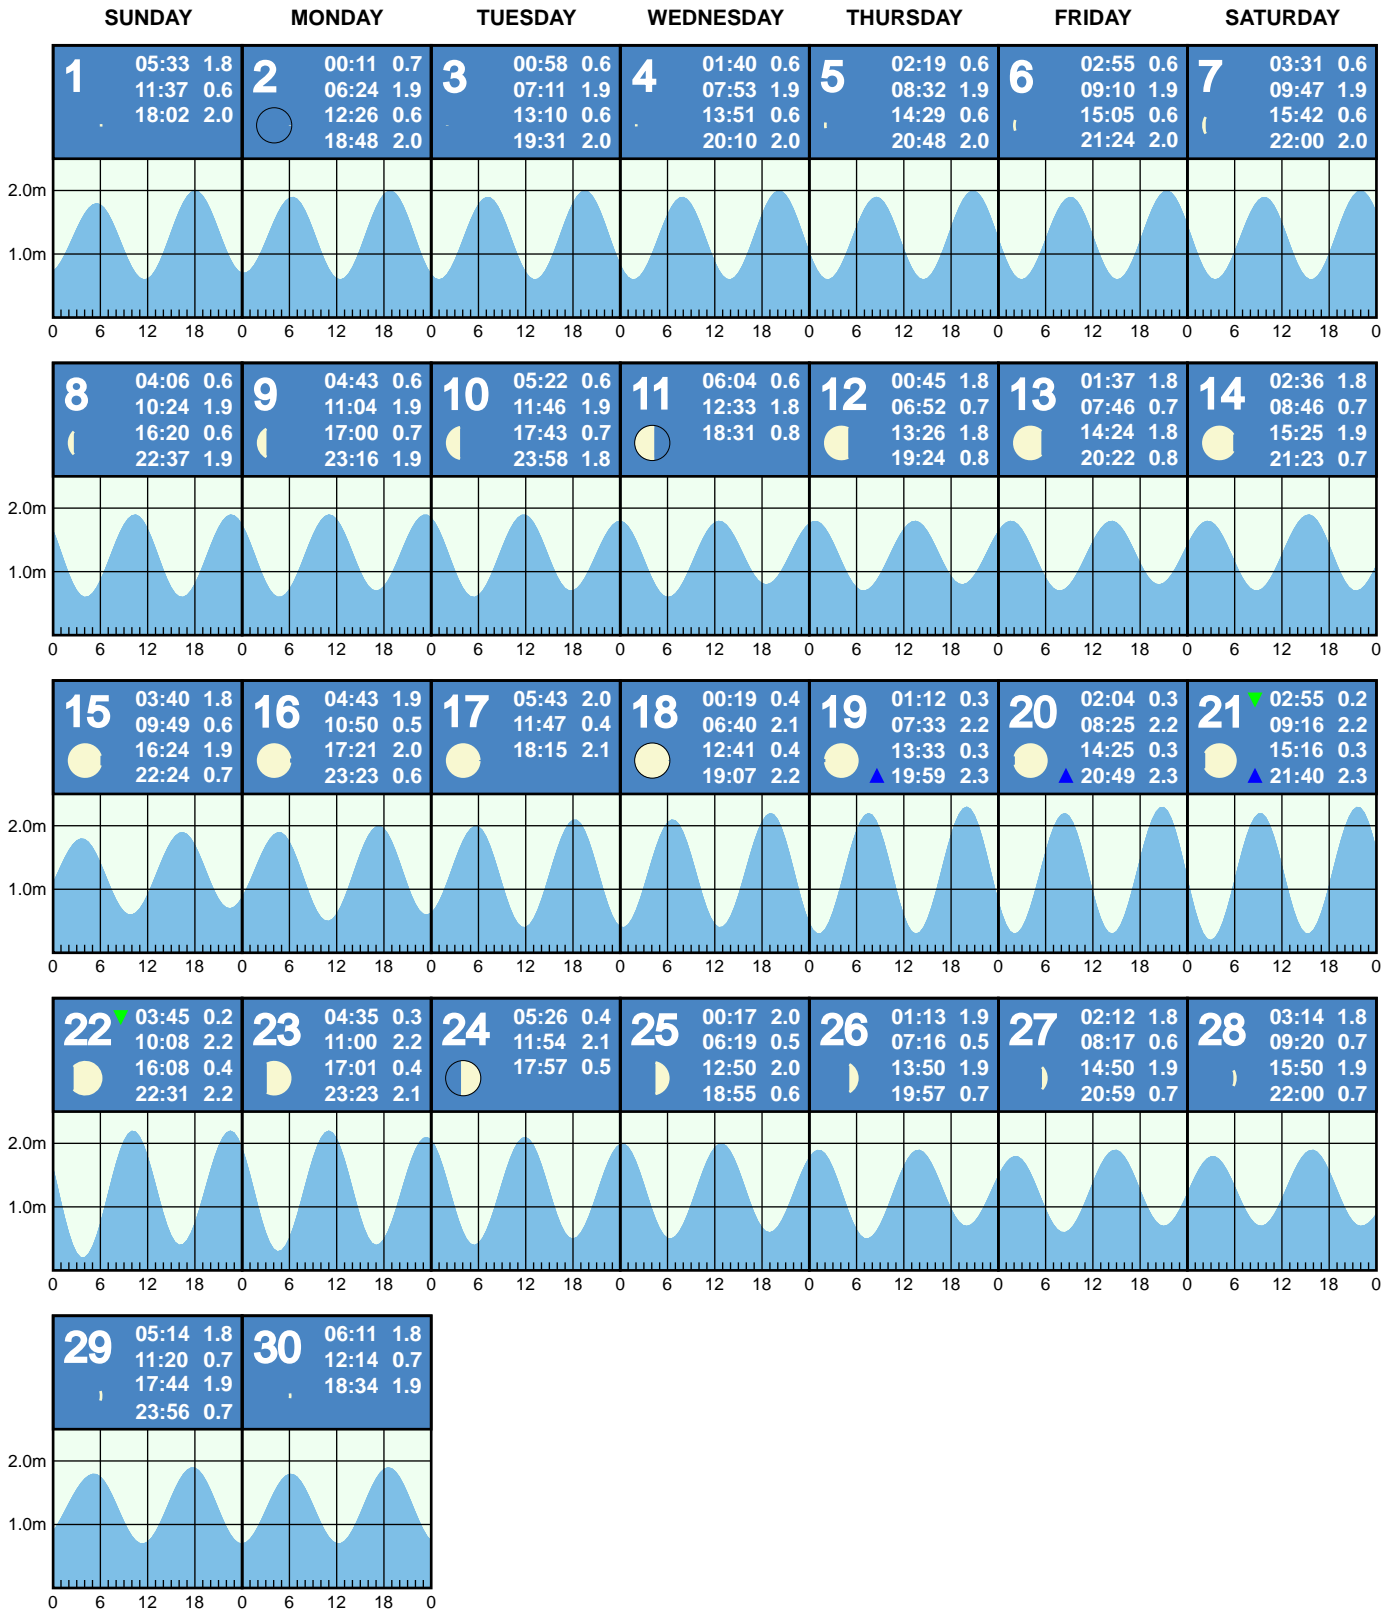 SUNDAY MONDAY TUESDAY WEDNESDAY THURSDAY FRIDAY SATURDAY
1 05:33 1.8
11:37 0.6
18:02 2.0
2 00:11 0.7
06:24 1.9
12:26 0.6
18:48 2.0
3 00:58 0.6
07:11 1.9
13:10 0.6
19:31 2.0
4 01:40 0.6
07:53 1.9
13:51 0.6
20:10 2.0
5 02:19 0.6
08:32 1.9
14:29 0.6
20:48 2.0
6 02:55 0.6
09:10 1.9
15:05 0.6
21:24 2.0
7 03:31 0.6
09:47 1.9
15:42 0.6
22:00 2.0
2.0m
1.0m
0 6 12 18 0 6 12 18 0 6 12 18 0 6 12 18 0 6 12 18 0 6 12 18 0 6 12 18 0
8 04:06 0.6
10:24 1.9
16:20 0.6
22:37 1.9
9 04:43 0.6
11:04 1.9
17:00 0.7
23:16 1.9
10 05:22 0.6
11:46 1.9
17:43 0.7
23:58 1.8
11 06:04 0.6
12:33 1.8
18:31 0.8
12 00:45 1.8
06:52 0.7
13:26 1.8
19:24 0.8
13 01:37 1.8
07:46 0.7
14:24 1.8
20:22 0.8
14 02:36 1.8
08:46 0.7
15:25 1.9
21:23 0.7
2.0m
1.0m
0 6 12 18 0 6 12 18 0 6 12 18 0 6 12 18 0 6 12 18 0 6 12 18 0 6 12 18 0
15 03:40 1.8
09:49 0.6
16:24 1.9
22:24 0.7
16 04:43 1.9
10:50 0.5
17:21 2.0
23:23 0.6
17 05:43 2.0
11:47 0.4
18:15 2.1
18 00:19 0.4
06:40 2.1
12:41 0.4
19:07 2.2
19 01:12 0.3
07:33 2.2
13:33 0.3
19:59 2.3
20 02:04 0.3
08:25 2.2
14:25 0.3
20:49 2.3
21 02:55 0.2
09:16 2.2
15:16 0.3
21:40 2.3
2.0m
1.0m
0 6 12 18 0 6 12 18 0 6 12 18 0 6 12 18 0 6 12 18 0 6 12 18 0 6 12 18 0
22 03:45 0.2
10:08 2.2
16:08 0.4
22:31 2.2
23 04:35 0.3
11:00 2.2
17:01 0.4
23:23 2.1
24 05:26 0.4
11:54 2.1
17:57 0.5
25 00:17 2.0
06:19 0.5
12:50 2.0
18:55 0.6
26 01:13 1.9
07:16 0.5
13:50 1.9
19:57 0.7
27 02:12 1.8
08:17 0.6
14:50 1.9
20:59 0.7
28 03:14 1.8
09:20 0.7
15:50 1.9
22:00 0.7
2.0m
1.0m
0 6 12 18 0 6 12 18 0 6 12 18 0 6 12 18 0 6 12 18 0 6 12 18 0 6 12 18 0
29 05:14 1.8
11:20 0.7
17:44 1.9
23:56 0.7
30 06:11 1.8
12:14 0.7
18:34 1.9
2.0m
1.0m
0 6 12 18 0 6 12 18 0